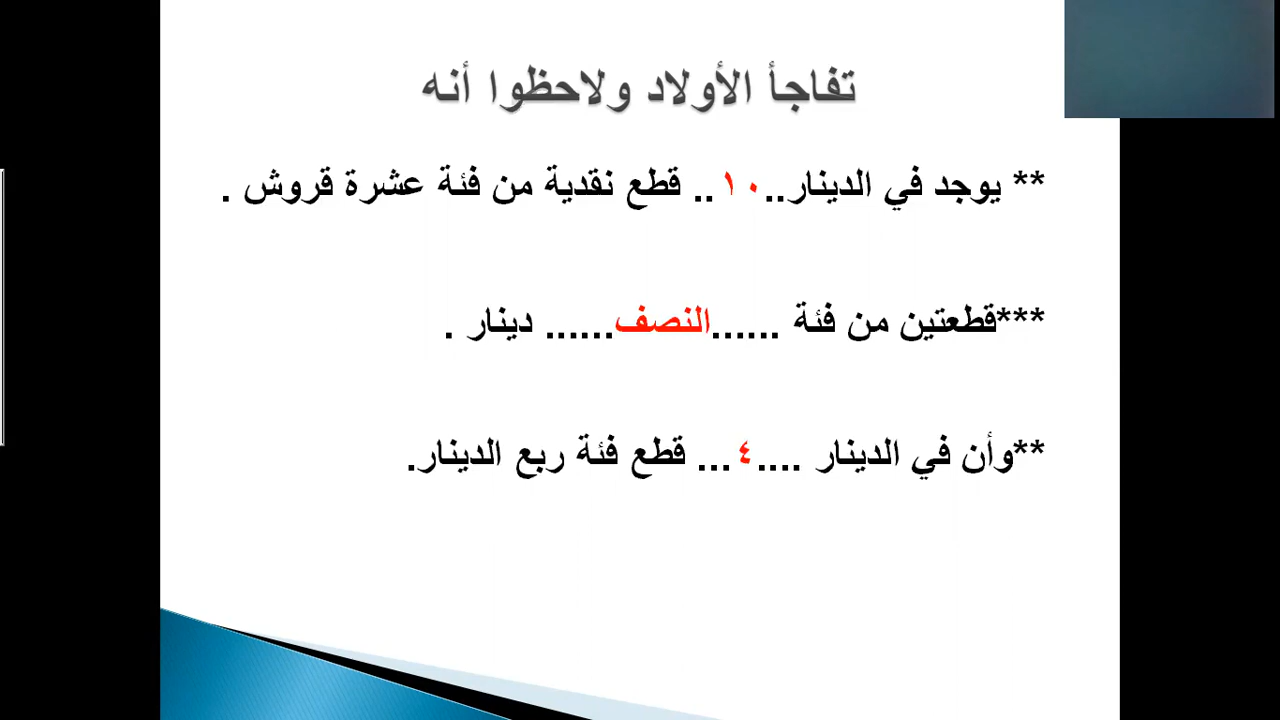 تفاجأ الأولاد ولاحظوا أنه
** يوجد في الدينار..١٠.. قطع نقدية من فئة عشرة قروش .
***قطعتين من فئة ......النصف...... دينار .
**وأن في الدينار ....٤... قطع فئة ربع الدينار.